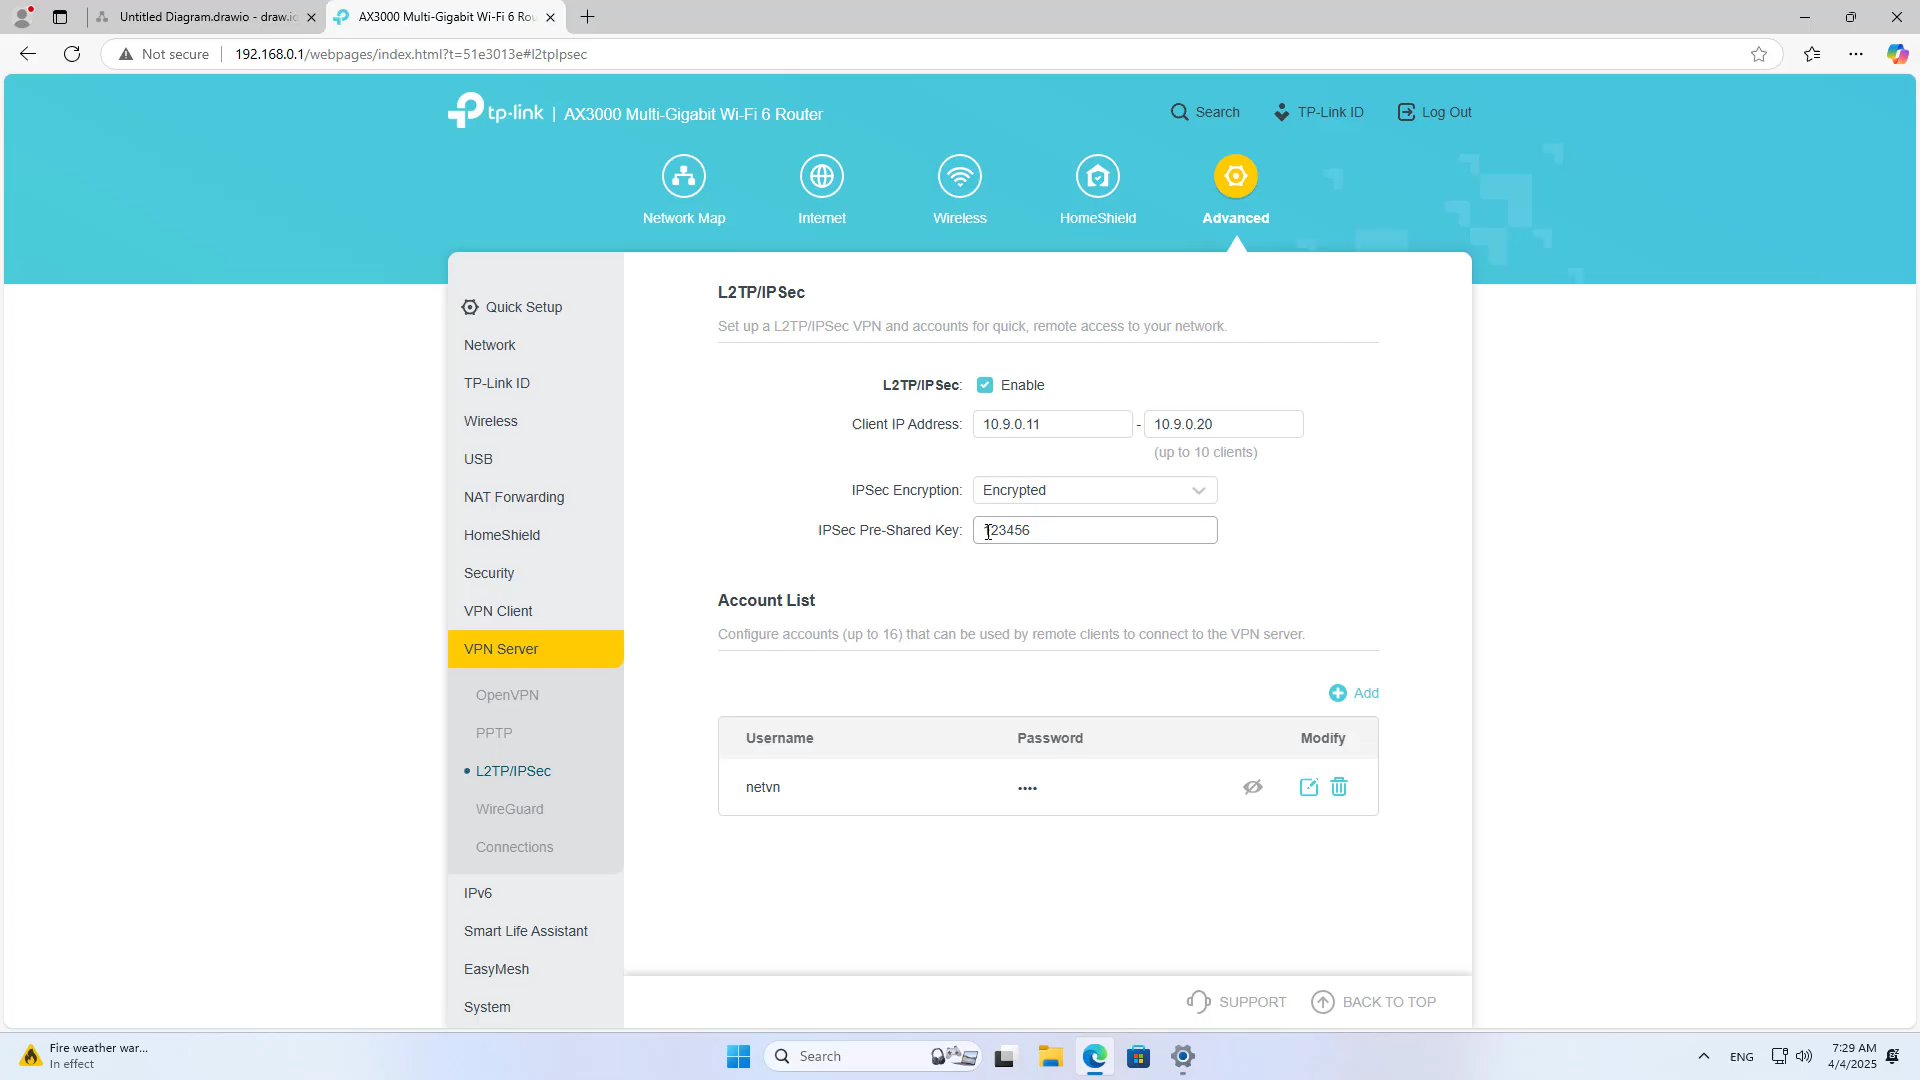 Untitled Diagram.drawio - draw.io
AX3000 Multi-Gigabit Wi-Fi 6 Rou
Not secure
192.168.0.1/webpages/index.html?t=51e3013e#l2tpIpsec
tp-link | AX3000 Multi-Gigabit Wi-Fi 6 Router
Search
TP-Link ID
Log Out
Network Map
Internet
Wireless
HomeShield
Advanced
Quick Setup
Network
TP-Link ID
Wireless
USB
NAT Forwarding
HomeShield
Security
VPN Client
VPN Server
OpenVPN
PPTP
L2TP/IPSec
WireGuard
Connections
IPv6
Smart Life Assistant
EasyMesh
System
L2TP/IPSec
Set up a L2TP/IPSec VPN and accounts for quick, remote access to your network.
L2TP/IPSec: Enable
Client IP Address: 10.9.0.11 - 10.9.0.20
(up to 10 clients)
IPSec Encryption: Encrypted
IPSec Pre-Shared Key: 123456
Account List
Configure accounts (up to 16) that can be used by remote clients to connect to the VPN server.
Add
Username Password Modify
netvn ••••
SUPPORT
BACK TO TOP
Fire weather war...
In effect
Search
ENG
7:29 AM
4/4/2025